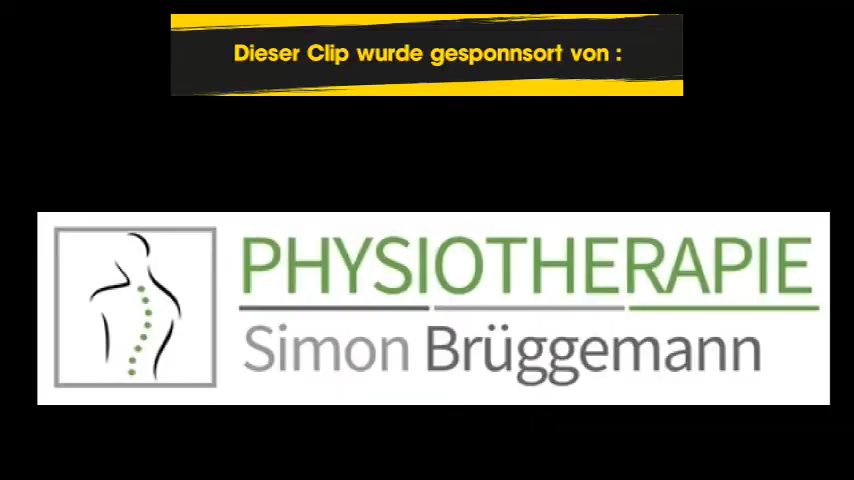 Dieser Clip wurde gesponnsort von :
PHYSIOTHERAPIE
Simon Brüggemann